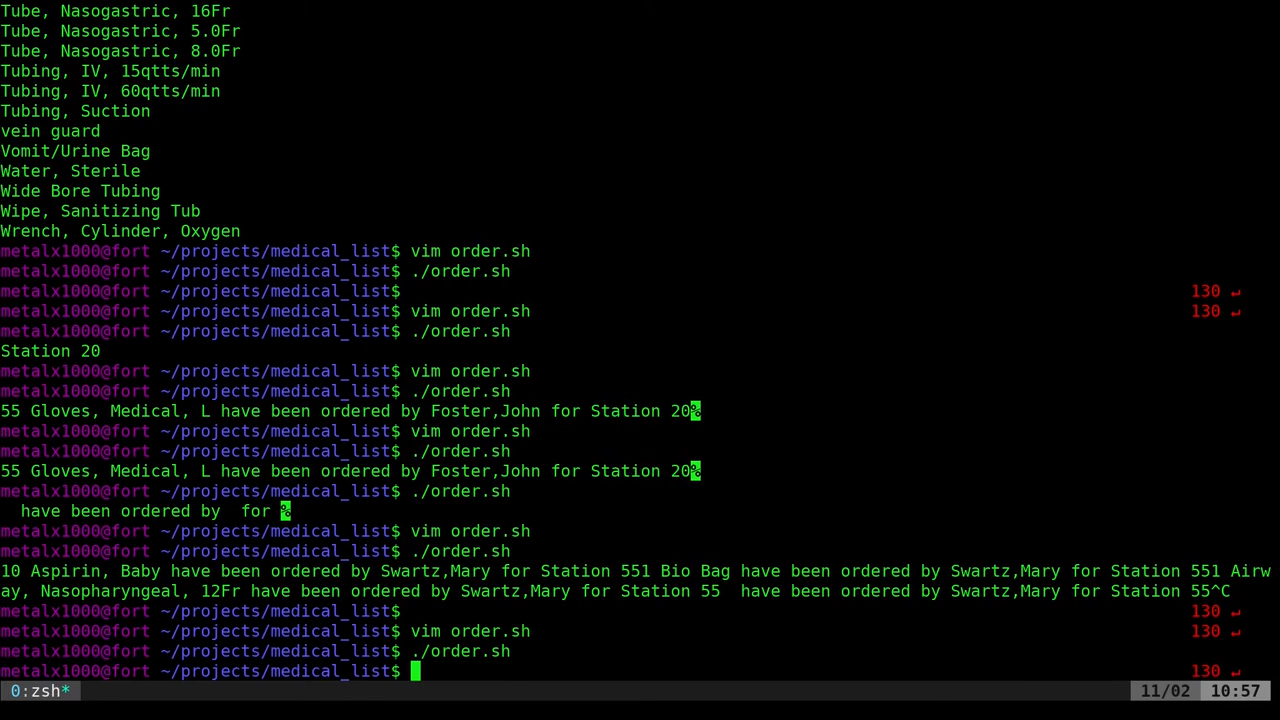 Tube, Nasogastric, 16Fr
Tube, Nasogastric, 5.0Fr
Tube, Nasogastric, 8.0Fr
Tubing, IV, 15qtts/min
Tubing, IV, 60qtts/min
Tubing, Suction
vein guard
Vomit/Urine Bag
Water, Sterile
Wide Bore Tubing
Wipe, Sanitizing Tub
Wrench, Cylinder, Oxygen
metalx1000@fort ~/projects/medical_list$ vim order.sh
metalx1000@fort ~/projects/medical_list$ ./order.sh
metalx1000@fort ~/projects/medical_list$ 130 ↵
metalx1000@fort ~/projects/medical_list$ vim order.sh 130 ↵
metalx1000@fort ~/projects/medical_list$ ./order.sh
Station 20
metalx1000@fort ~/projects/medical_list$ vim order.sh
metalx1000@fort ~/projects/medical_list$ ./order.sh
55 Gloves, Medical, L have been ordered by Foster,John for Station 20%
metalx1000@fort ~/projects/medical_list$ vim order.sh
metalx1000@fort ~/projects/medical_list$ ./order.sh
55 Gloves, Medical, L have been ordered by Foster,John for Station 20%
metalx1000@fort ~/projects/medical_list$ ./order.sh
  have been ordered by  for %
metalx1000@fort ~/projects/medical_list$ vim order.sh
metalx1000@fort ~/projects/medical_list$ ./order.sh
10 Aspirin, Baby have been ordered by Swartz,Mary for Station 551 Bio Bag have been ordered by Swartz,Mary for Station 551 Airw
ay, Nasopharyngeal, 12Fr have been ordered by Swartz,Mary for Station 55  have been ordered by Swartz,Mary for Station 55^C
metalx1000@fort ~/projects/medical_list$ 130 ↵
metalx1000@fort ~/projects/medical_list$ vim order.sh 130 ↵
metalx1000@fort ~/projects/medical_list$ ./order.sh
metalx1000@fort ~/projects/medical_list$ 130 ↵
0:zsh* 11/02 10:57